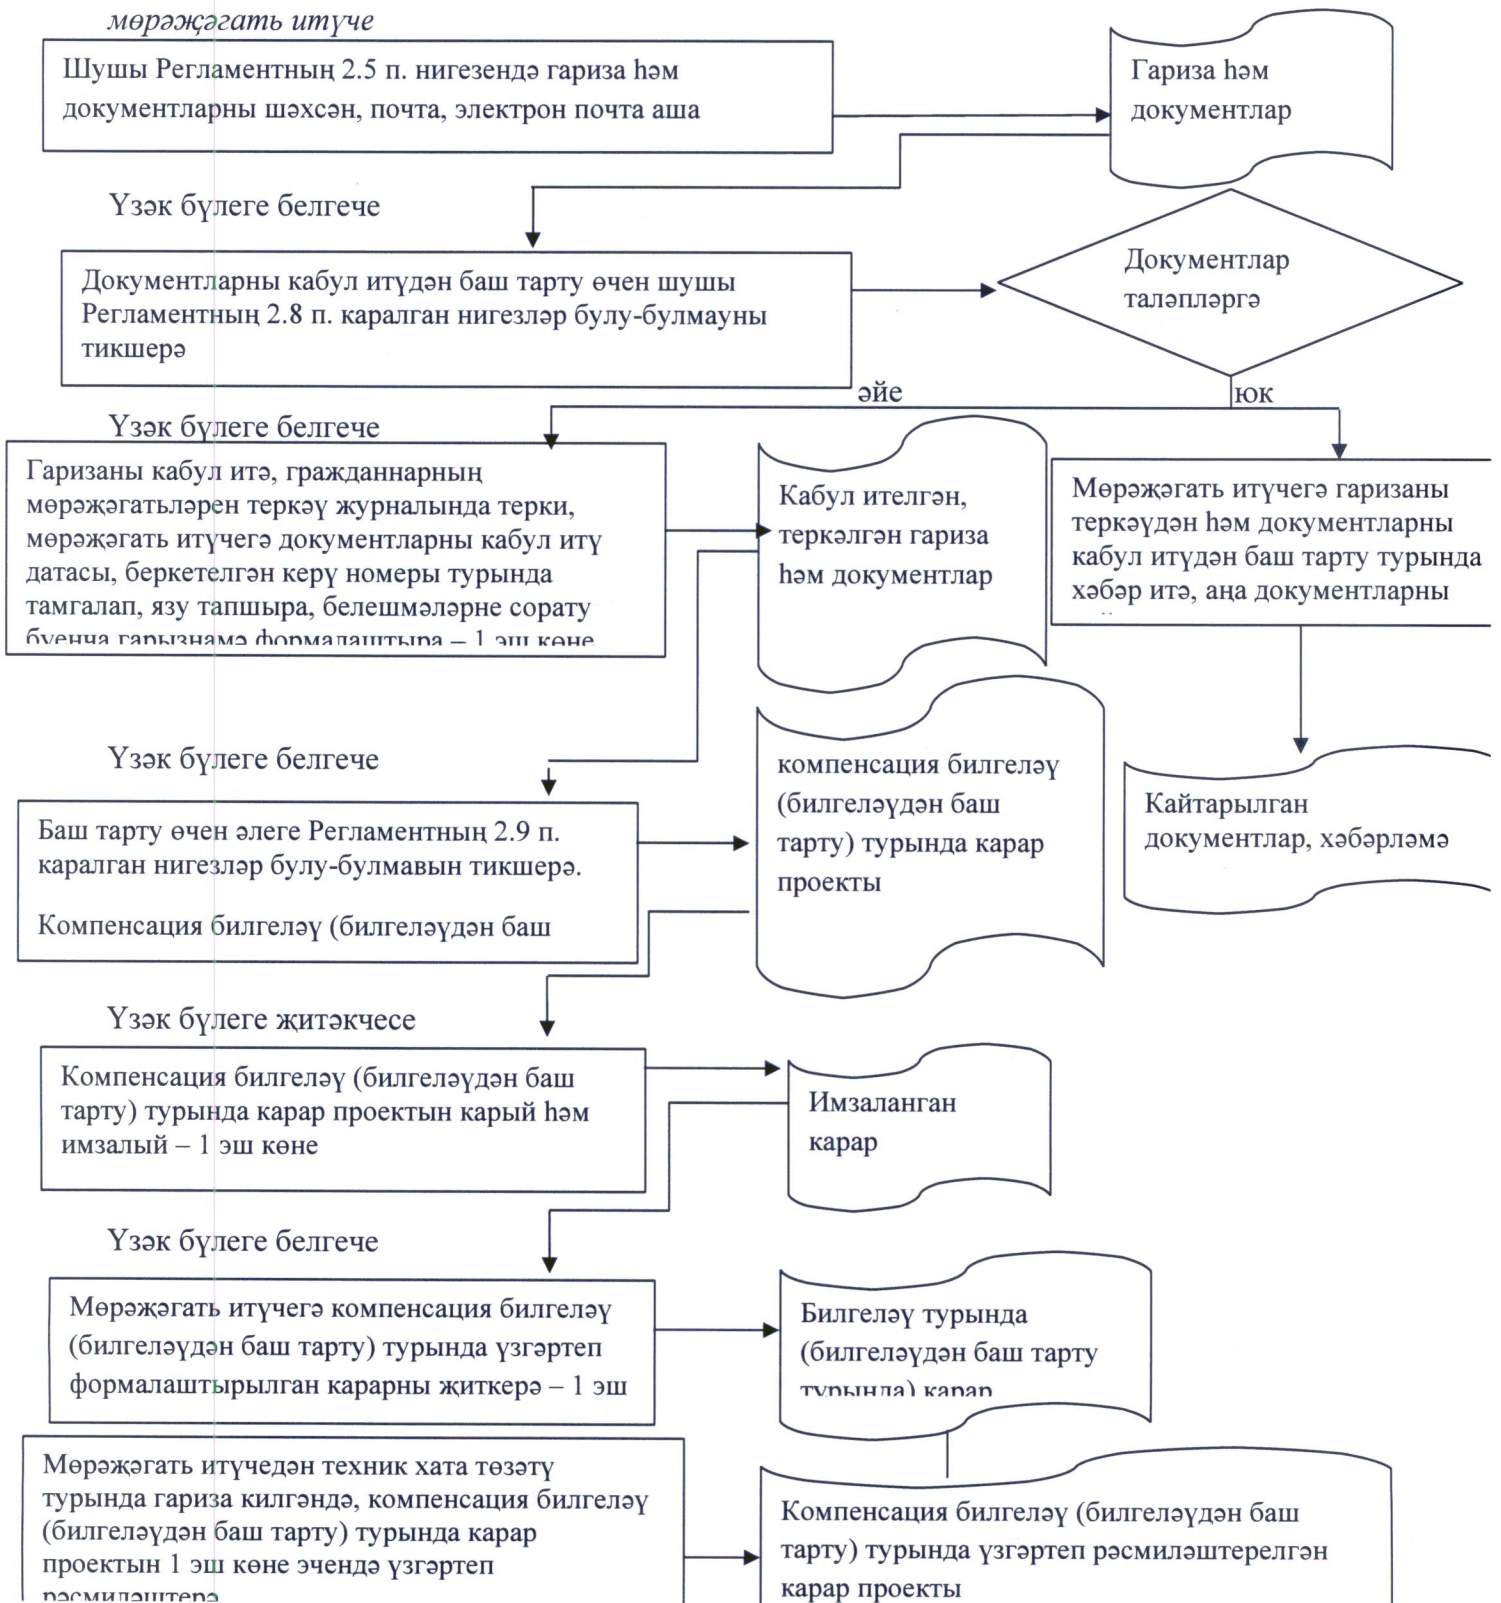 мөрәҗәгать итүче
Шушы Регламентның 2.5 п. нигезендә гариза һәм
документларны шәхсән, почта, электрон почта аша
Гариза һәм
документлар
Үзәк бүлеге белгече
Документларны кабул итүдән баш тарту өчен шушы
Регламентның 2.8 п. каралган нигезләр булу-булмауны
тикшерә
Документлар
таләпләргә
әйе
юк
Үзәк бүлеге белгече
Гаризаны кабул итә, гражданнарның
мөрәҗәгатьләрен теркәү журналында терки,
мөрәҗәгать итүчегә документларны кабул итү
датасы, беркетелгән керү номеры турында
тамгалап, язу тапшыра, белешмәләрне сорату
буенча гарызнамә формалаштыра – 1 эш көне
Кабул ителгән,
теркәлгән гариза
һәм документлар
Мөрәҗәгать итүчегә гаризаны
теркәүдән һәм документларны
кабул итүдән баш тарту турында
хәбәр итә, аңа документларны
Үзәк бүлеге белгече
Баш тарту өчен әлеге Регламентның 2.9 п.
каралган нигезләр булу-булмавын тикшерә.
Компенсация билгеләү (билгеләүдән баш
компенсация билгеләү
(билгеләүдән баш
тарту) турында карар
проекты
Кайтарылган
документлар, хәбәрләмә
Үзәк бүлеге җитәкчесе
Компенсация билгеләү (билгеләүдән баш
тарту) турында карар проектын карый һәм
имзалый – 1 эш көне
Имзаланган
карар
Үзәк бүлеге белгече
Мөрәҗәгать итүчегә компенсация билгеләү
(билгеләүдән баш тарту) турында үзгәртеп
формалаштырылган карарны җиткерә – 1 эш
Билгеләү турында
(билгеләүдән баш тарту
турында) карар
Мөрәҗәгать итүчедән техник хата төзәтү
турында гариза килгәндә, компенсация билгеләү
(билгеләүдән баш тарту) турында карар
проектын 1 эш көне эчендә үзгәртеп
рәсмиләштерә
Компенсация билгеләү (билгеләүдән баш
тарту) турында үзгәртеп рәсмиләштерелгән
карар проекты